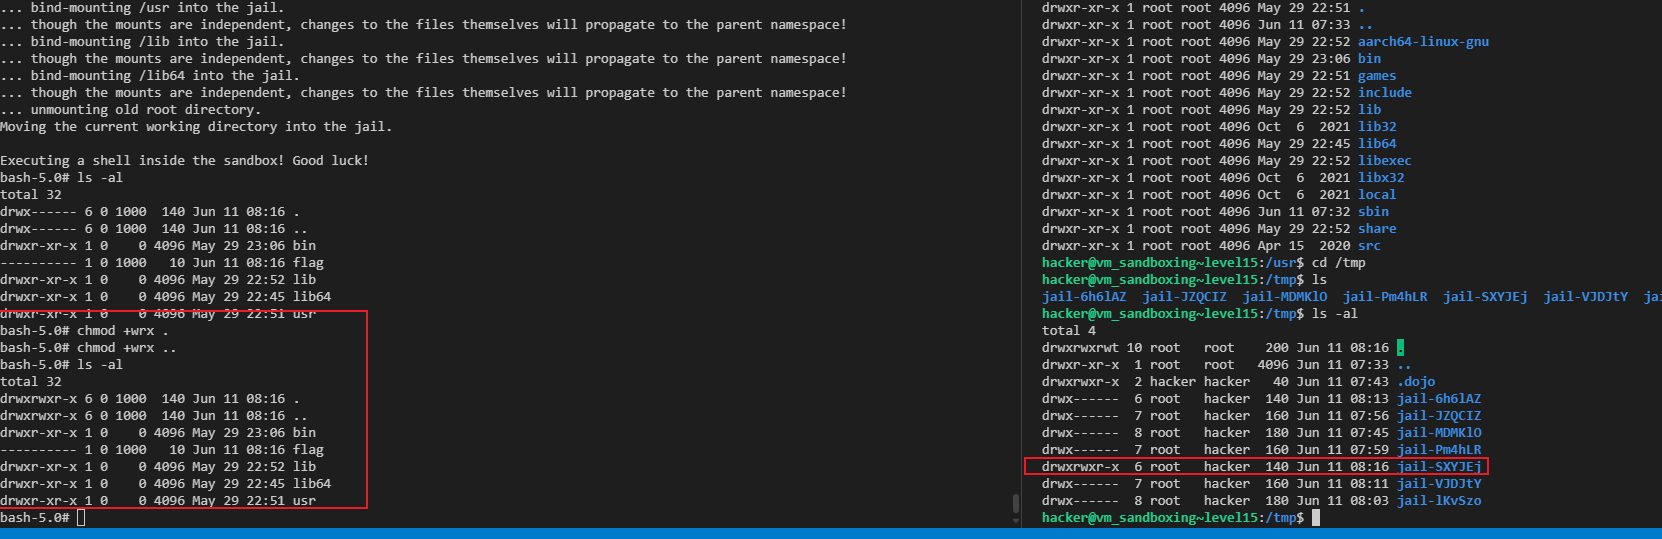 ... bind-mounting /usr into the jail.
... though the mounts are independent, changes to the files themselves will propagate to the parent namespace!
... bind-mounting /lib into the jail.
... though the mounts are independent, changes to the files themselves will propagate to the parent namespace!
... bind-mounting /lib64 into the jail.
... though the mounts are independent, changes to the files themselves will propagate to the parent namespace!
... unmounting old root directory.
Moving the current working directory into the jail.
Executing a shell inside the sandbox! Good luck!
bash-5.0# ls -al
total 32
drwx------ 6 0 1000  140 Jun 11 08:16 .
drwx------ 6 0 1000  140 Jun 11 08:16 ..
drwxr-xr-x 1 0    0 4096 May 29 23:06 bin
---------- 1 0 1000   10 Jun 11 08:16 flag
drwxr-xr-x 1 0    0 4096 May 29 22:52 lib
drwxr-xr-x 1 0    0 4096 May 29 22:45 lib64
drwxr-xr-x 1 0    0 4096 May 29 22:51 usr
bash-5.0# chmod +wrx .
bash-5.0# chmod +wrx ..
bash-5.0# ls -al
total 32
drwxrwxr-x 6 0 1000  140 Jun 11 08:16 .
drwxrwxr-x 6 0 1000  140 Jun 11 08:16 ..
drwxr-xr-x 1 0    0 4096 May 29 23:06 bin
---------- 1 0 1000   10 Jun 11 08:16 flag
drwxr-xr-x 1 0    0 4096 May 29 22:52 lib
drwxr-xr-x 1 0    0 4096 May 29 22:45 lib64
drwxr-xr-x 1 0    0 4096 May 29 22:51 usr
bash-5.0#
drwxr-xr-x 1 root root 4096 May 29 22:51 .
drwxr-xr-x 1 root root 4096 Jun 11 07:33 ..
drwxr-xr-x 1 root root 4096 May 29 22:52 aarch64-linux-gnu
drwxr-xr-x 1 root root 4096 May 29 23:06 bin
drwxr-xr-x 1 root root 4096 May 29 22:51 games
drwxr-xr-x 1 root root 4096 May 29 22:52 include
drwxr-xr-x 1 root root 4096 May 29 22:52 lib
drwxr-xr-x 1 root root 4096 Oct  6  2021 lib32
drwxr-xr-x 1 root root 4096 May 29 22:45 lib64
drwxr-xr-x 1 root root 4096 May 29 22:52 libexec
drwxr-xr-x 1 root root 4096 Oct  6  2021 libx32
drwxr-xr-x 1 root root 4096 Oct  6  2021 local
drwxr-xr-x 1 root root 4096 Jun 11 07:32 sbin
drwxr-xr-x 1 root root 4096 May 29 22:52 share
drwxr-xr-x 1 root root 4096 Apr 15  2020 src
hacker@vm_sandboxing~level15:/usr$ cd /tmp
hacker@vm_sandboxing~level15:/tmp$ ls
jail-6h6lAZ  jail-JZQCIZ  jail-MDMKlO  jail-Pm4hLR  jail-SXYJEj  jail-VJDJtY
hacker@vm_sandboxing~level15:/tmp$ ls -al
total 4
drwxrwxrwt 10 root   root    200 Jun 11 08:16 .
drwxr-xr-x  1 root   root   4096 Jun 11 07:33 ..
drwxrwxr-x  2 hacker hacker   40 Jun 11 07:43 .dojo
drwx------  6 root   hacker  140 Jun 11 08:13 jail-6h6lAZ
drwx------  7 root   hacker  160 Jun 11 07:56 jail-JZQCIZ
drwx------  8 root   hacker  180 Jun 11 07:45 jail-MDMKlO
drwx------  7 root   hacker  160 Jun 11 07:59 jail-Pm4hLR
drwxrwxr-x  6 root   hacker  140 Jun 11 08:16 jail-SXYJEj
drwx------  7 root   hacker  160 Jun 11 08:11 jail-VJDJtY
drwx------  8 root   hacker  180 Jun 11 08:03 jail-lKvSzo
hacker@vm_sandboxing~level15:/tmp$